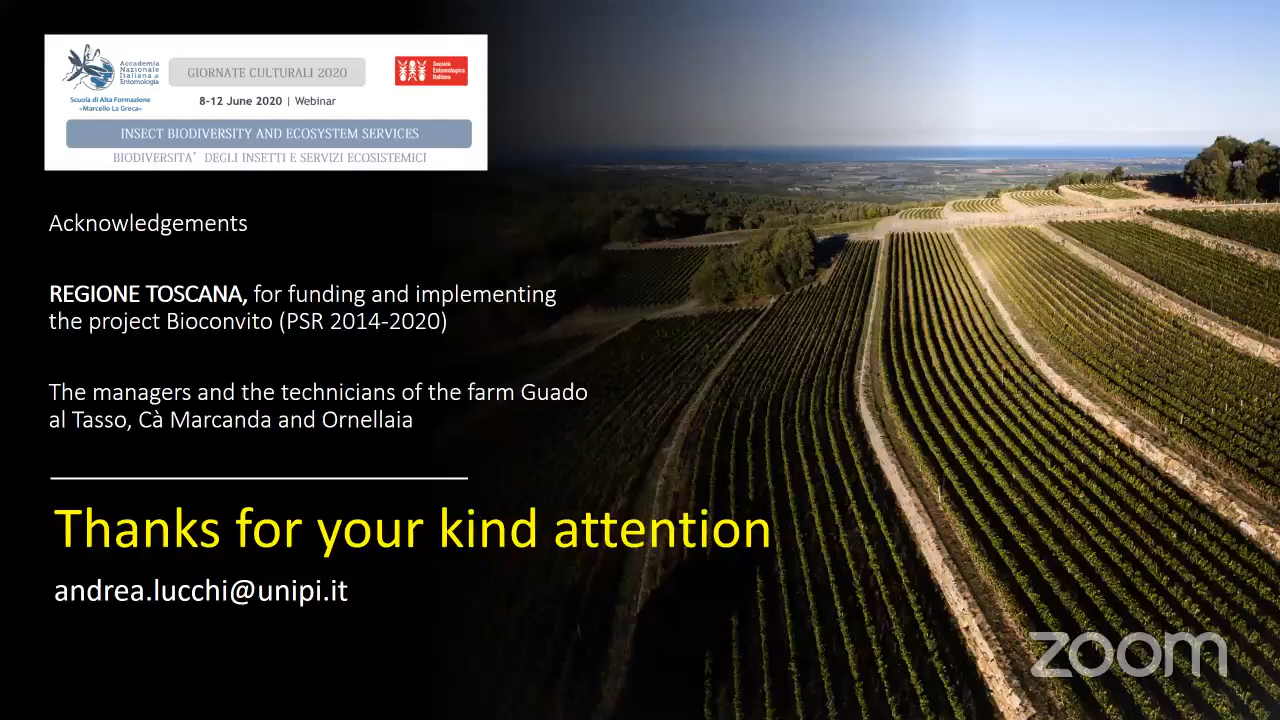 Accademia
Nazionale
Italiana di
Entomologia
Scuola di Alta Formazione
«Marcello La Greca»
GIORNATE CULTURALI 2020
8-12 June 2020 | Webinar
Società
Entomologica
Italiana
INSECT BIODIVERSITY AND ECOSYSTEM SERVICES
BIODIVERSITA' DEGLI INSETTI E SERVIZI ECOSISTEMICI
Acknowledgements
REGIONE TOSCANA, for funding and implementing
the project Bioconvito (PSR 2014-2020)
The managers and the technicians of the farm Guado
al Tasso, Cà Marcanda and Ornellaia
Thanks for your kind attention
andrea.lucchi@unipi.it
zoom